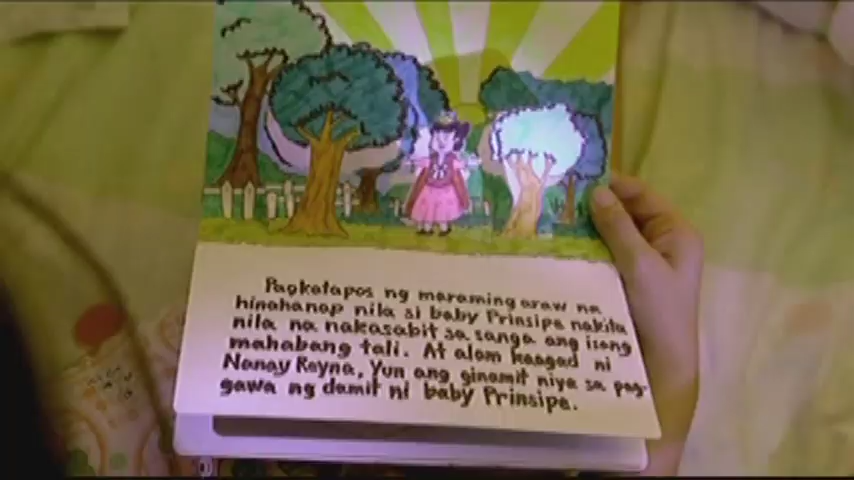 Pagkatapos ng maraming araw na
hinahanap nila si baby Prinsipe nakita
nila na nakasabit sa sanga ang isang
mahabang tali. At alam kaagad ni
Nanay Reyna, Yun ang ginamit niya sa pag-
gawa ng damit ni baby Prinsipe.